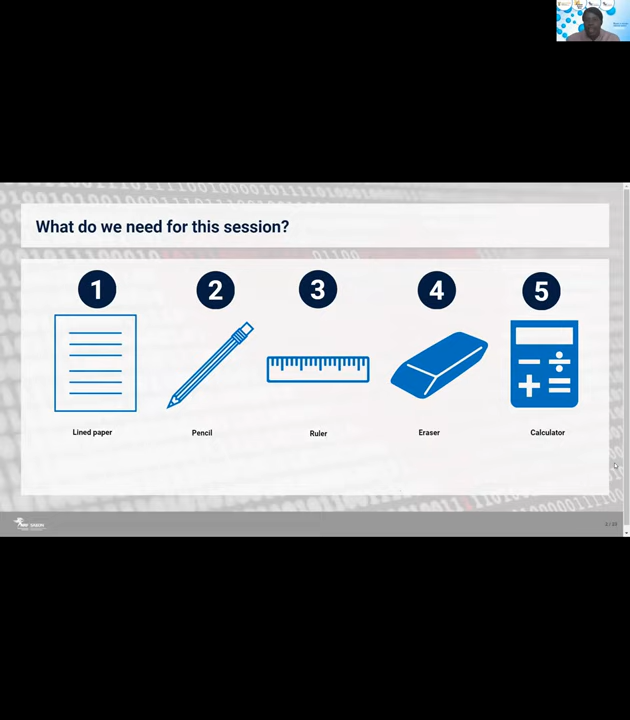 What do we need for this session?
1
2
3
4
5
Lined paper
Pencil
Ruler
Eraser
Calculator